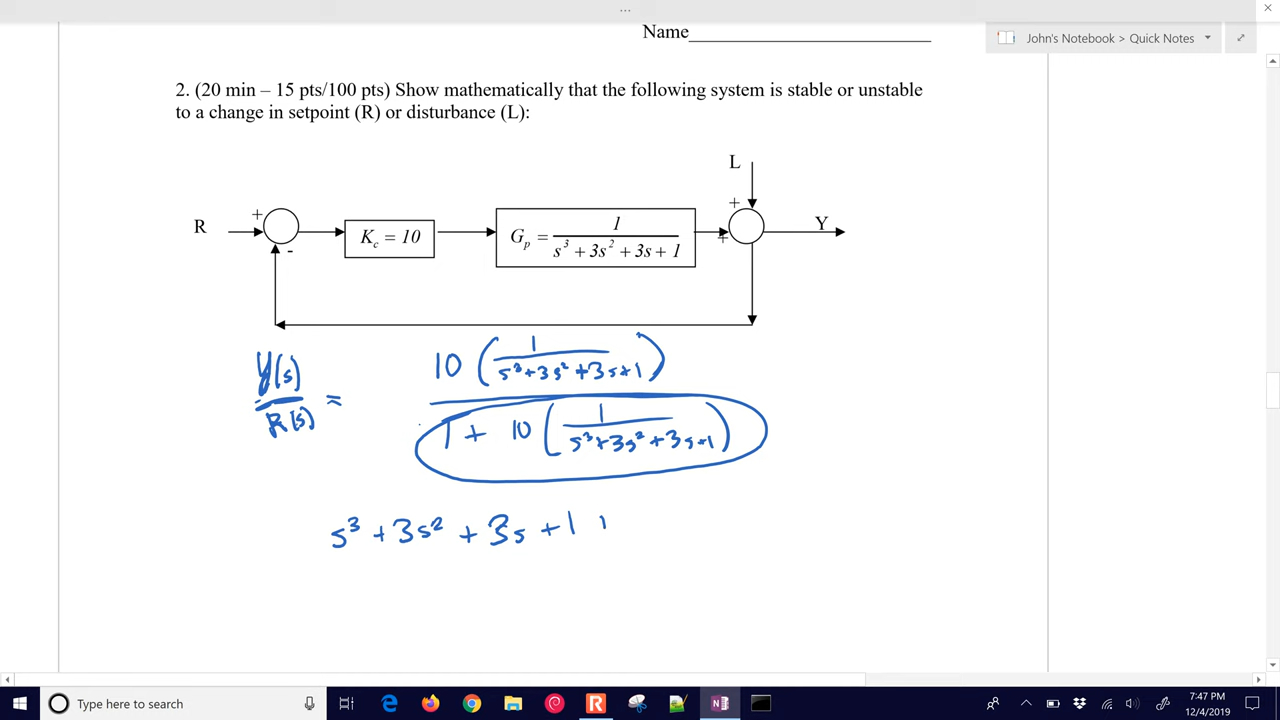 ...
Name
John's Notebook > Quick Notes
2. (20 min – 15 pts/100 pts) Show mathematically that the following system is stable or unstable
to a change in setpoint (R) or disturbance (L):
L
+
R
+
K_c = 10
G_p = 1 / (s^3 + 3s^2 + 3s + 1)
+
Y
-
Y(s) / R(s) = 10 ( 1 / (s^3 + 3s^2 + 3s + 1) ) / ( 1 + 10 ( 1 / (s^3 + 3s^2 + 3s + 1) ) )
s^3 + 3s^2 + 3s + 1
Type here to search
7:47 PM
12/4/2019